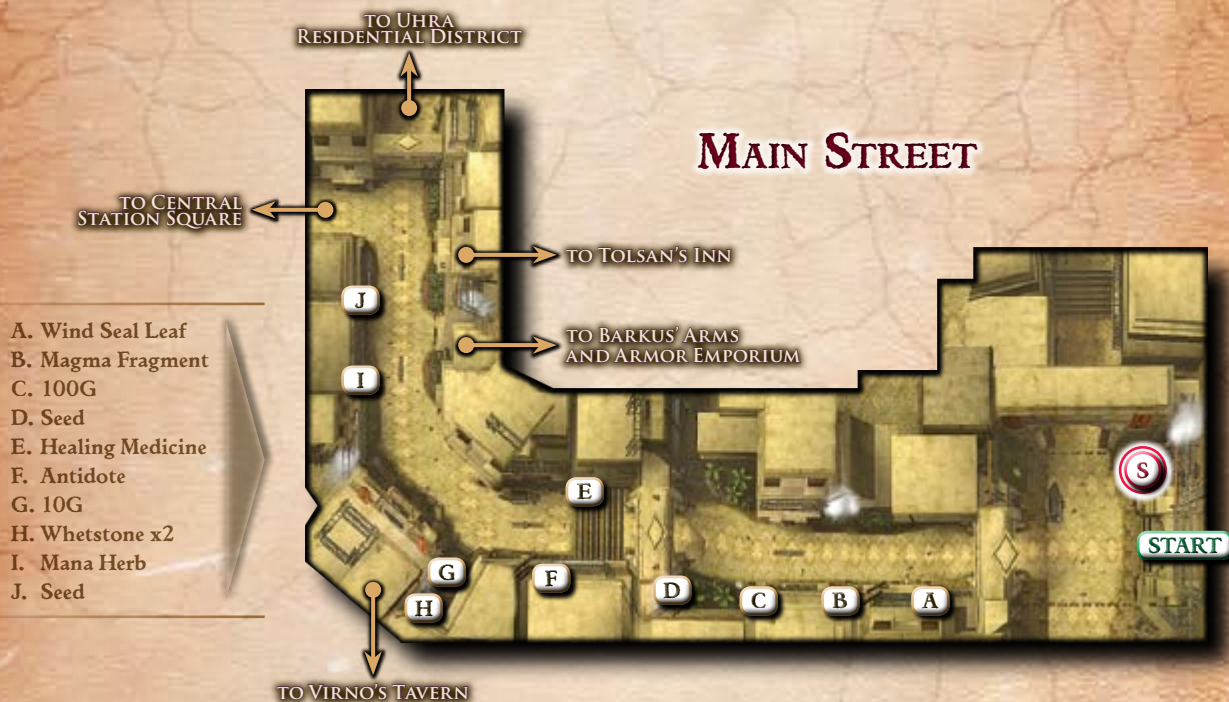 TO UHRA
RESIDENTIAL DISTRICT
MAIN STREET
TO CENTRAL
STATION SQUARE
TO TOLSAN'S INN
TO BARKUS' ARMS
AND ARMOR EMPORIUM
A. Wind Seal Leaf
B. Magma Fragment
C. 100G
D. Seed
E. Healing Medicine
F. Antidote
G. 10G
H. Whetstone x2
I. Mana Herb
J. Seed
J
I
E
S
START
G
F
H
D
C
B
A
TO VIRNO'S TAVERN